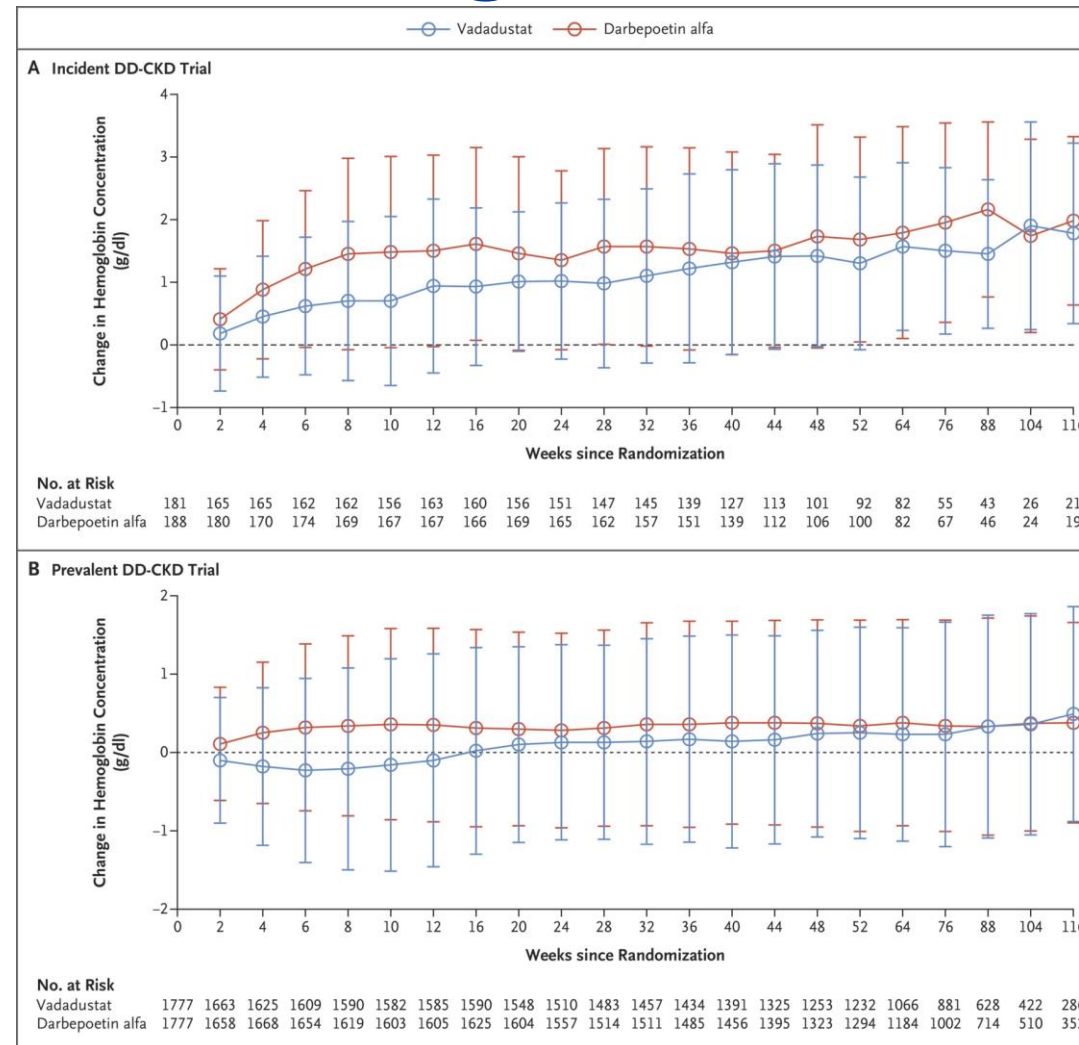 Vadadustat Darbepoetin alfa
A Incident DD-CKD Trial
4
3
2
1
0
−1
Change in Hemoglobin Concentration
(g/dl)
0 2 4 6 8 10 12 16 20 24 28 32 36 40 44 48 52 64 76 88 104
Weeks since Randomization
No. at Risk
Vadadustat 181 165 165 162 162 156 163 160 156 151 147 145 139 127 113 101 92 82 55 43 26 21
Darbepoetin alfa 188 180 170 174 169 167 167 166 169 165 162 157 151 139 112 106 100 82 67 46 24 19
B Prevalent DD-CKD Trial
2
1
0
−1
−2
Change in Hemoglobin Concentration
(g/dl)
0 2 4 6 8 10 12 16 20 24 28 32 36 40 44 48 52 64 76 88 104
Weeks since Randomization
No. at Risk
Vadadustat 1777 1663 1625 1609 1590 1582 1585 1590 1548 1510 1483 1457 1434 1391 1325 1253 1232 1066 881 628 422
Darbepoetin alfa 1777 1658 1668 1654 1619 1603 1605 1625 1604 1557 1514 1511 1485 1456 1395 1323 1294 1184 1002 714 510